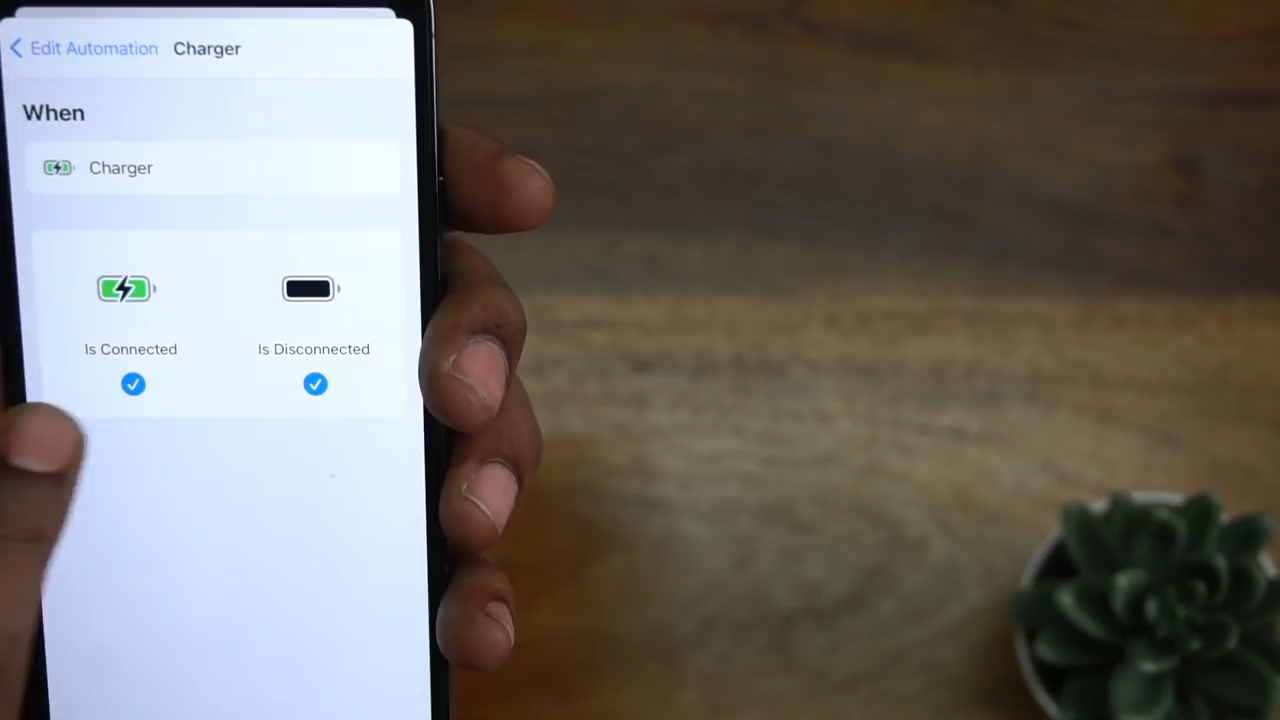 Edit Automation Charger
When
Charger
Is Connected Is Disconnected